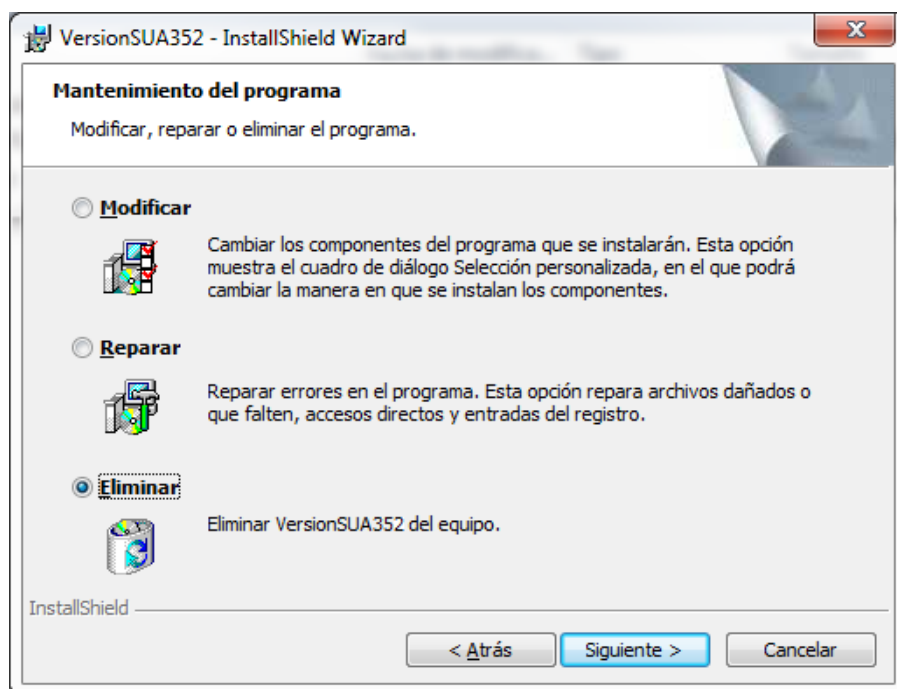 VersionSUA352 - InstallShield Wizard
Mantenimiento del programa
Modificar, reparar o eliminar el programa.
Modificar
Cambiar los componentes del programa que se instalarán. Esta opción
muestra el cuadro de diálogo Selección personalizada, en el que podrá
cambiar la manera en que se instalan los componentes.
Reparar
Reparar errores en el programa. Esta opción repara archivos dañados o
que falten, accesos directos y entradas del registro.
Eliminar
Eliminar VersionSUA352 del equipo.
InstallShield
< Atrás
Siguiente >
Cancelar